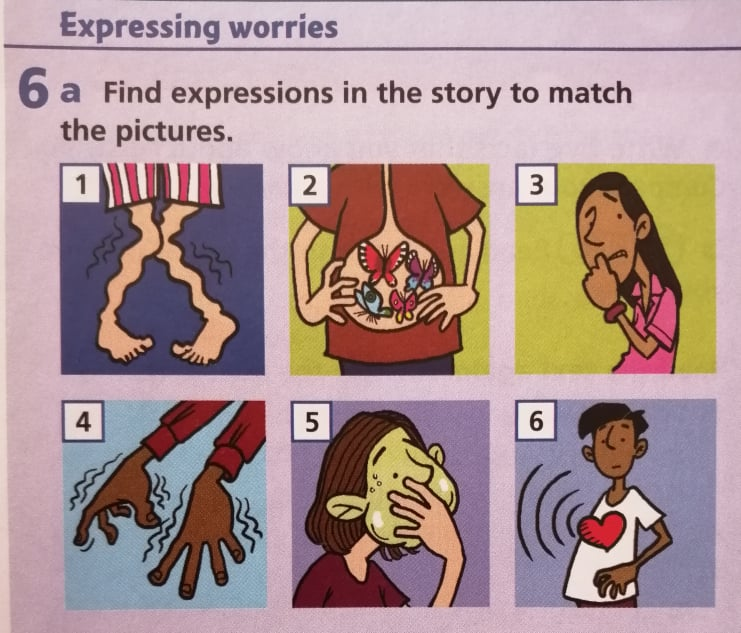 Expressing worries
6 a Find expressions in the story to match
the pictures.
1
2
3
4
5
6